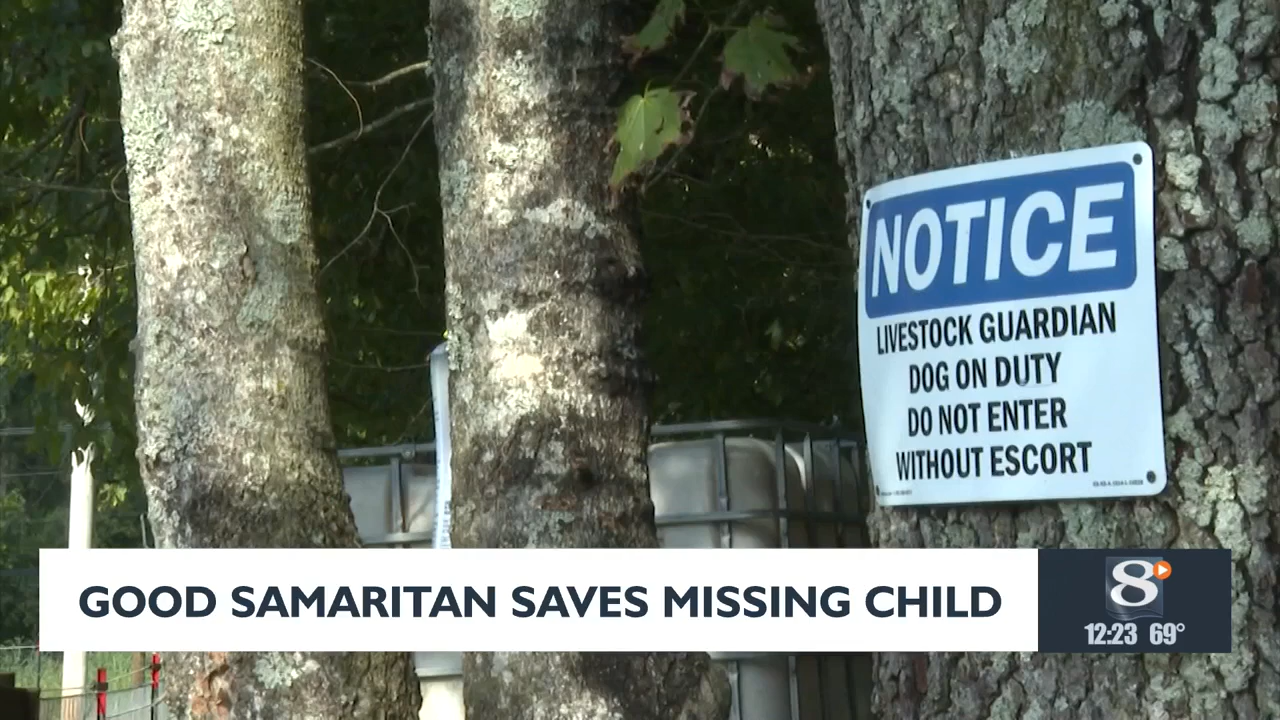 NOTICE
LIVESTOCK GUARDIAN
DOG ON DUTY
DO NOT ENTER
WITHOUT ESCORT
GOOD SAMARITAN SAVES MISSING CHILD
8
12:23 69°